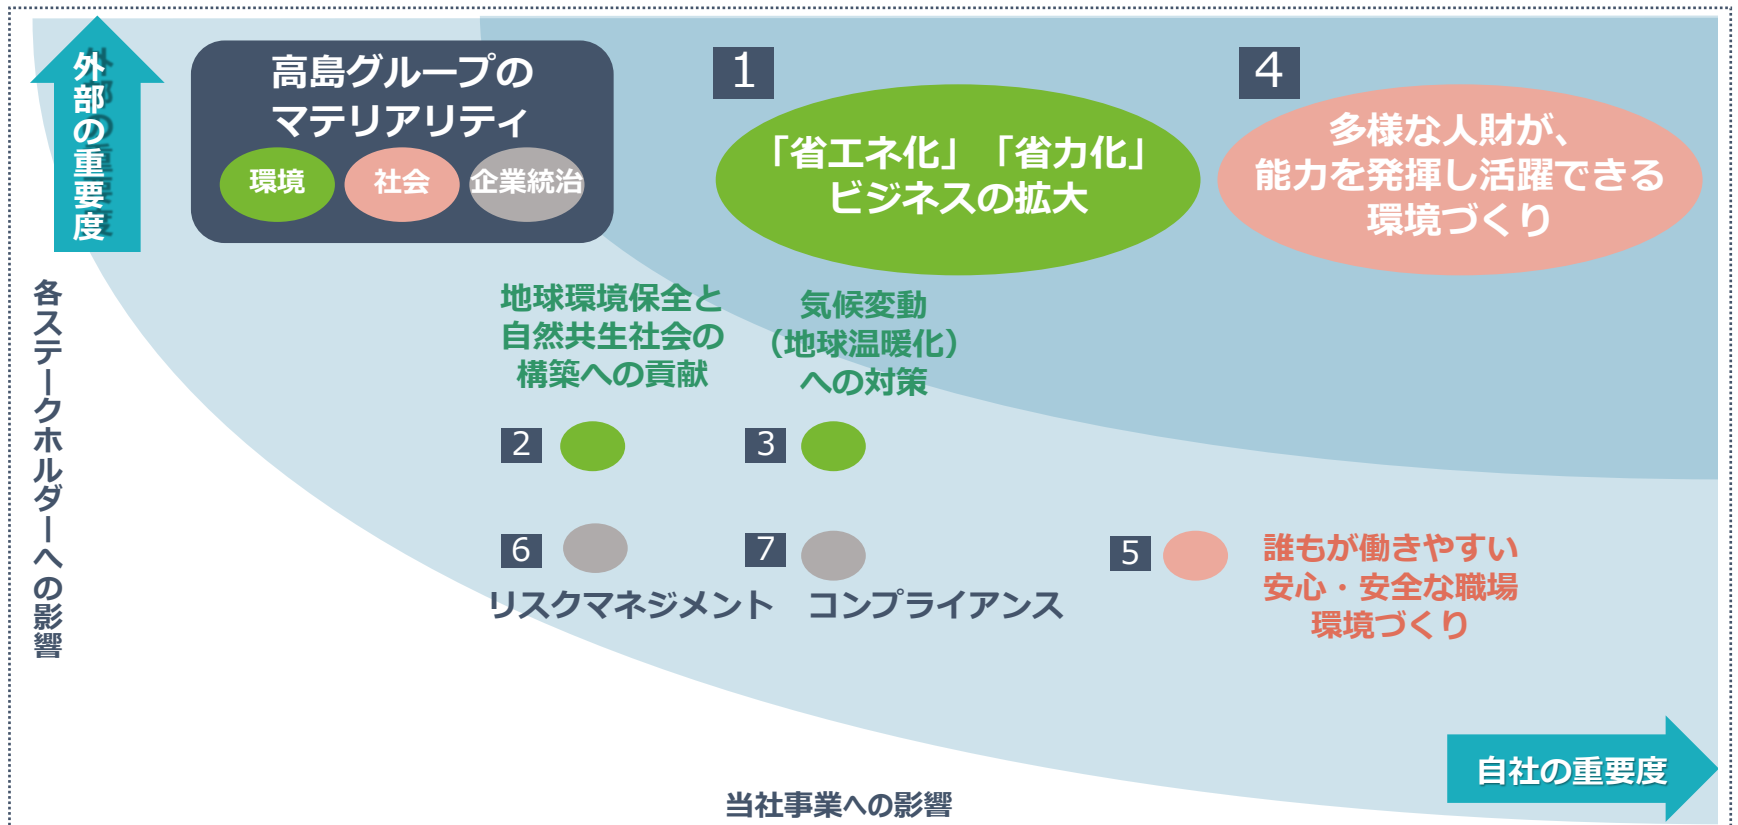 外部の重要度
高島グループの
マテリアリティ
環境
社会
企業統治
1
「省エネ化」「省力化」
ビジネスの拡大
4
多様な人財が、
能力を発揮し活躍できる
環境づくり
各ステークホルダーへの影響
地球環境保全と
自然共生社会の
構築への貢献
2
気候変動
（地球温暖化）
への対策
3
6
リスクマネジメント
7
コンプライアンス
5
誰もが働きやすい
安心・安全な職場
環境づくり
自社の重要度
当社事業への影響